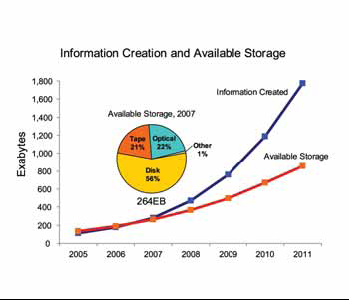 Information Creation and Available Storage
1,800
1,600
1,400
1,200
1,000
800
600
400
200
0
Exabytes
Information Created
Available Storage, 2007
Tape
21%
Optical
22%
Other
1%
Disk
56%
264EB
Available Storage
2005 2006 2007 2008 2009 2010 2011